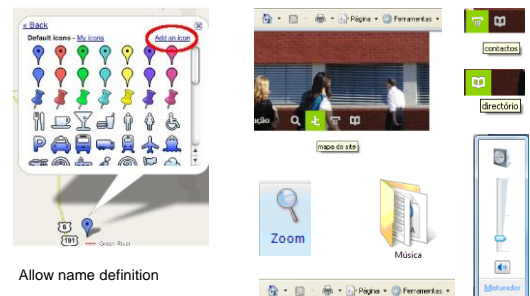 « Back
Default icons - My icons Add an icon
6
191
Green River
Allow name definition
Página Ferramentas
ação
mapa do site
contactos
directório
Zoom
Música
Misturador
Página Ferramentas